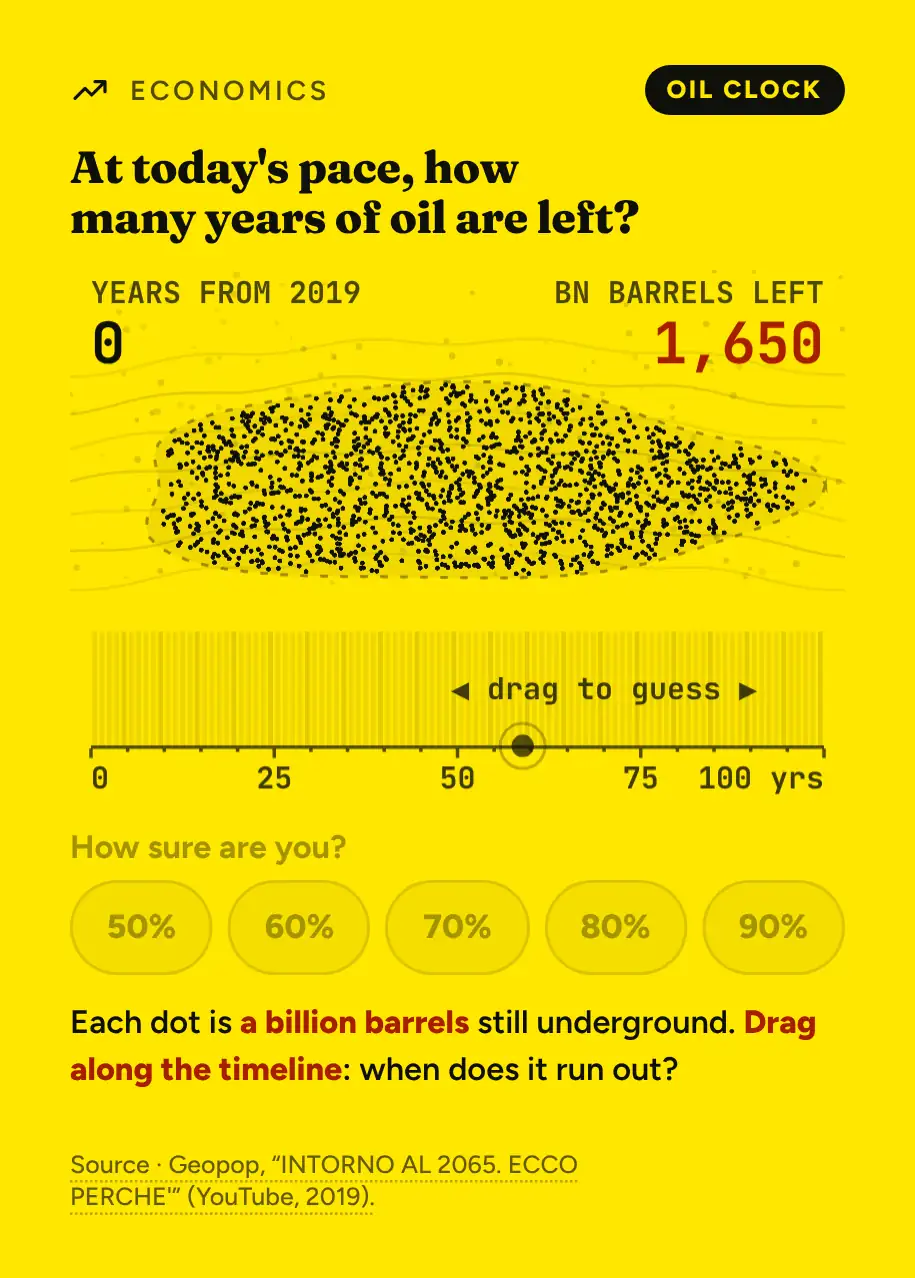 ECONOMICS
OIL CLOCK
At today's pace, how
many years of oil are left?
YEARS FROM 2019
BN BARRELS LEFT
0
1,650
◀ drag to guess ▶
0 25 50 75 100 yrs
How sure are you?
50% 60% 70% 80% 90%
Each dot is a billion barrels still underground. Drag
along the timeline: when does it run out?
Source · Geopop, “INTORNO AL 2065. ECCO
PERCHE'” (YouTube, 2019).